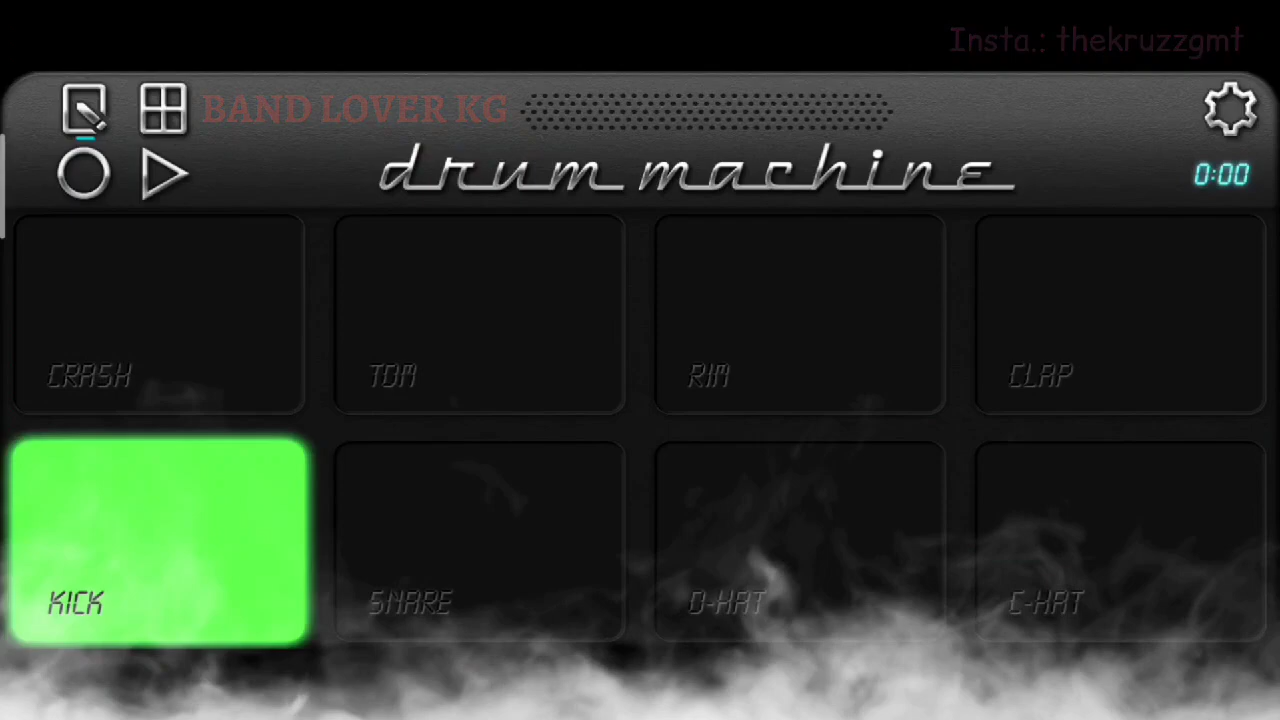 Insta.: thekruzzgmt
BAND LOVER KG
drum machine
0:00
CRASH TOM RIM CLAP
KICK SNARE O-HAT C-HAT